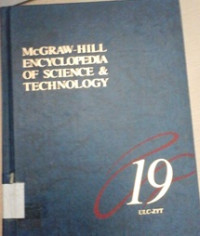 McGRAW-HILL
ENCYCLOPEDIA
OF SCIENCE &
TECHNOLOGY
19
ULC-ZYT